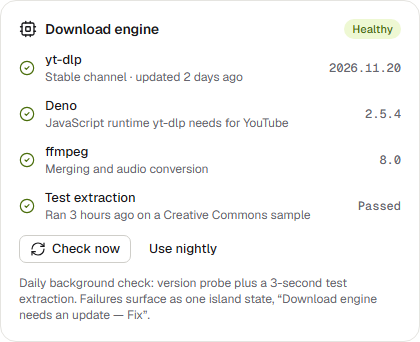 Download engine
Healthy
yt-dlp
Stable channel · updated 2 days ago
2026.11.20
Deno
JavaScript runtime yt-dlp needs for YouTube
2.5.4
ffmpeg
Merging and audio conversion
8.0
Test extraction
Ran 3 hours ago on a Creative Commons sample
Passed
Check now
Use nightly
Daily background check: version probe plus a 3-second test
extraction. Failures surface as one island state, “Download engine
needs an update — Fix”.